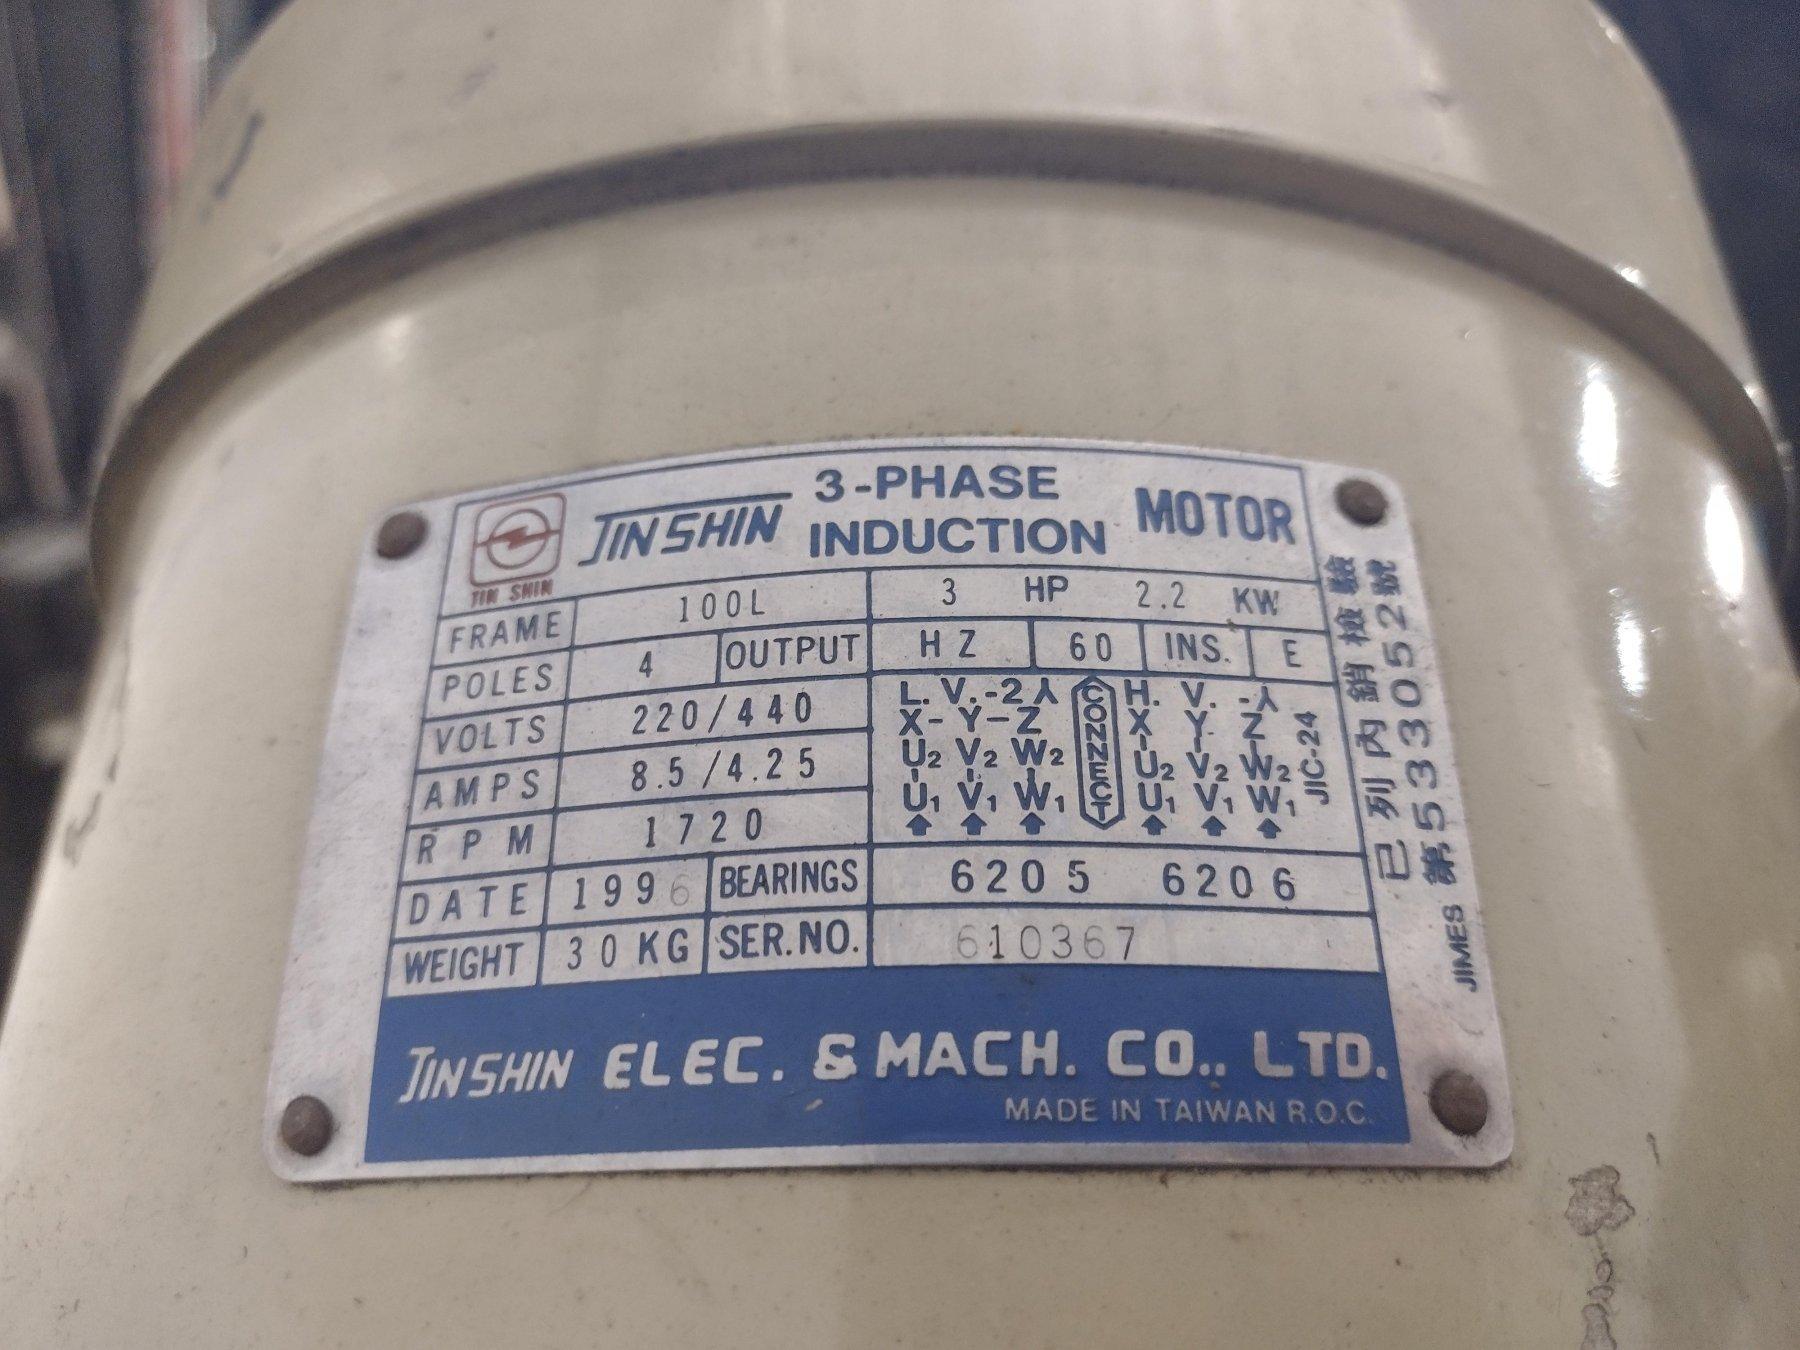 JINSHIN 3-PHASE INDUCTION MOTOR
JIN SHIN
FRAME 100L 3 HP 2.2 KW
POLES 4 OUTPUT HZ 60 INS. E
VOLTS 220/440
AMPS 8.5/4.25
RPM 1720
L.V.-2人 CONNECT H.V.-人
X-Y-Z X Y Z
U2 V2 W2 U2 V2 W2
U1 V1 W1 U1 V1 W1
JIC-24
DATE 1996 BEARINGS 6205 6206
WEIGHT 30KG SER.NO. 610367
JINSHIN ELEC. & MACH. CO., LTD.
MADE IN TAIWAN R.O.C.
已列內銷檢驗
JIMES 第533052號